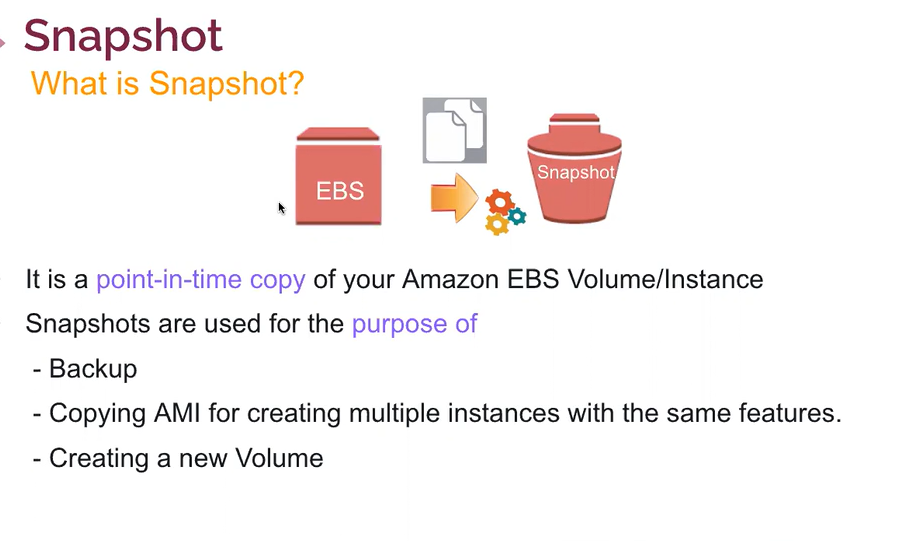 Snapshot
What is Snapshot?
EBS
Snapshot
It is a point-in-time copy of your Amazon EBS Volume/Instance
Snapshots are used for the purpose of
- Backup
- Copying AMI for creating multiple instances with the same features.
- Creating a new Volume